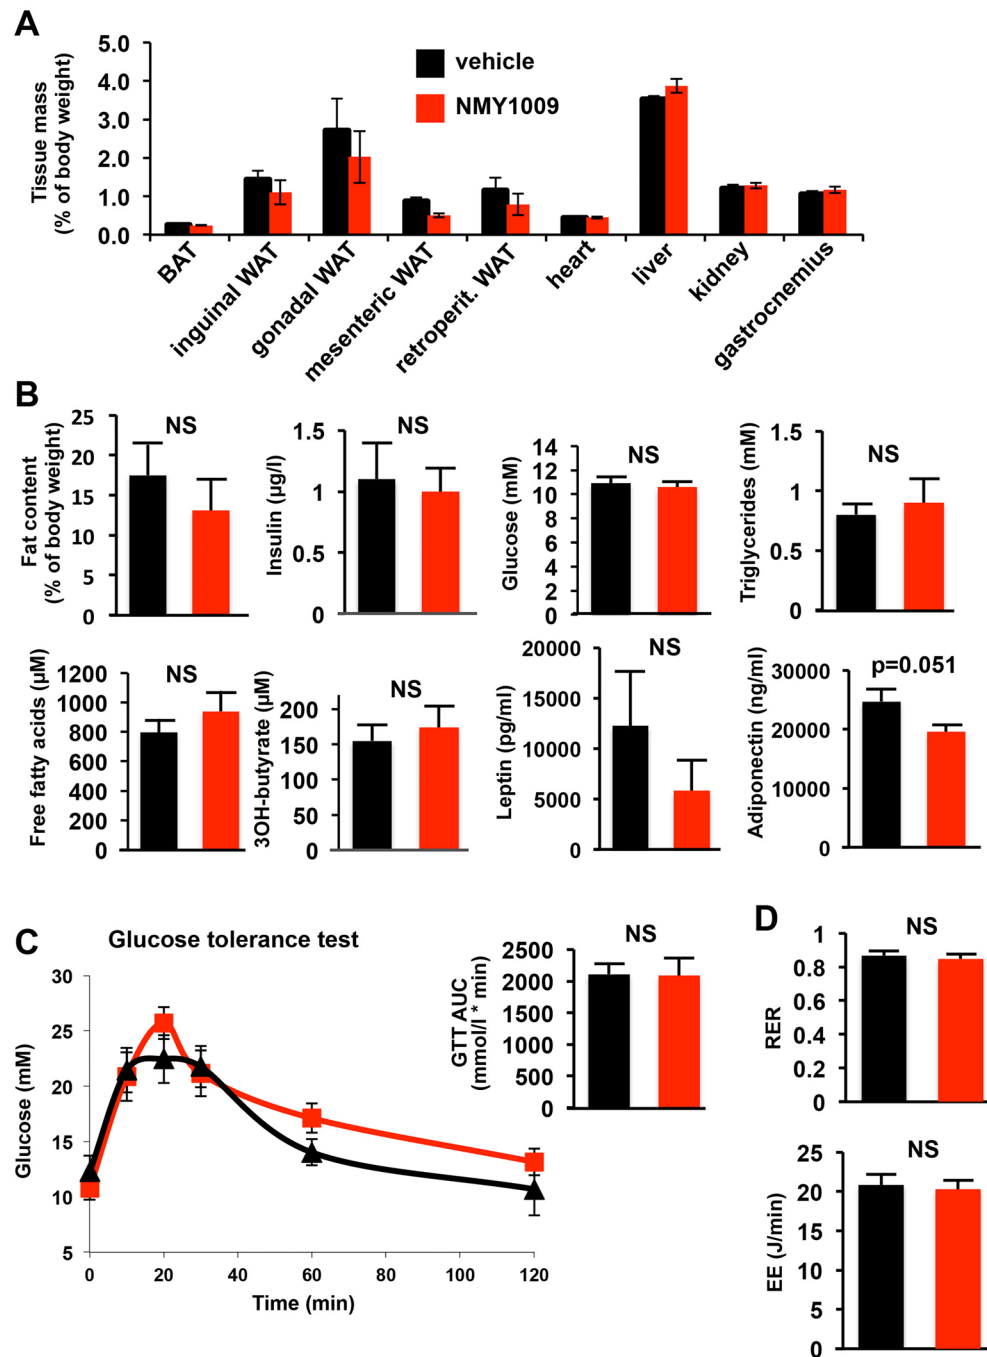 A
Tissue mass
(% of body weight)
5.0
4.0
3.0
2.0
1.0
0.0
vehicle
NMY1009
BAT
inguinal WAT
gonadal WAT
mesenteric WAT
retroperit. WAT
heart
liver
kidney
gastrocnemius
B
Fat content
(% of body weight)
25
20
15
10
5
0
NS
Insulin (µg/l)
1.5
1
0.5
0
NS
Glucose (mM)
14
12
10
8
6
4
2
0
NS
Triglycerides (mM)
1.5
1
0.5
0
NS
Free fatty acids (µM)
1200
1000
800
600
400
200
0
NS
3OH-butyrate (µM)
200
150
100
50
0
NS
Leptin (pg/ml)
20000
15000
10000
5000
0
NS
Adiponectin (ng/ml)
30000
20000
10000
0
p=0.051
C
Glucose tolerance test
Glucose (mM)
30
25
20
15
10
5
0
20
40
60
80
100
120
Time (min)
GTT AUC
(mmol/l * min)
2500
2000
1500
1000
500
0
NS
D
RER
1
0.8
0.6
0.4
0.2
0
NS
EE (J/min)
25
20
15
10
5
0
NS